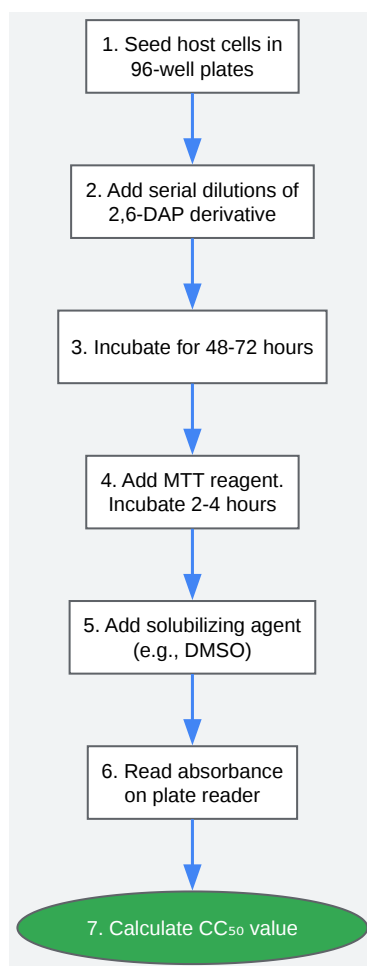 1. Seed host cells in
96-well plates
2. Add serial dilutions of
2,6-DAP derivative
3. Incubate for 48-72 hours
4. Add MTT reagent.
Incubate 2-4 hours
5. Add solubilizing agent
(e.g., DMSO)
6. Read absorbance
on plate reader
7. Calculate CC₅₀ value